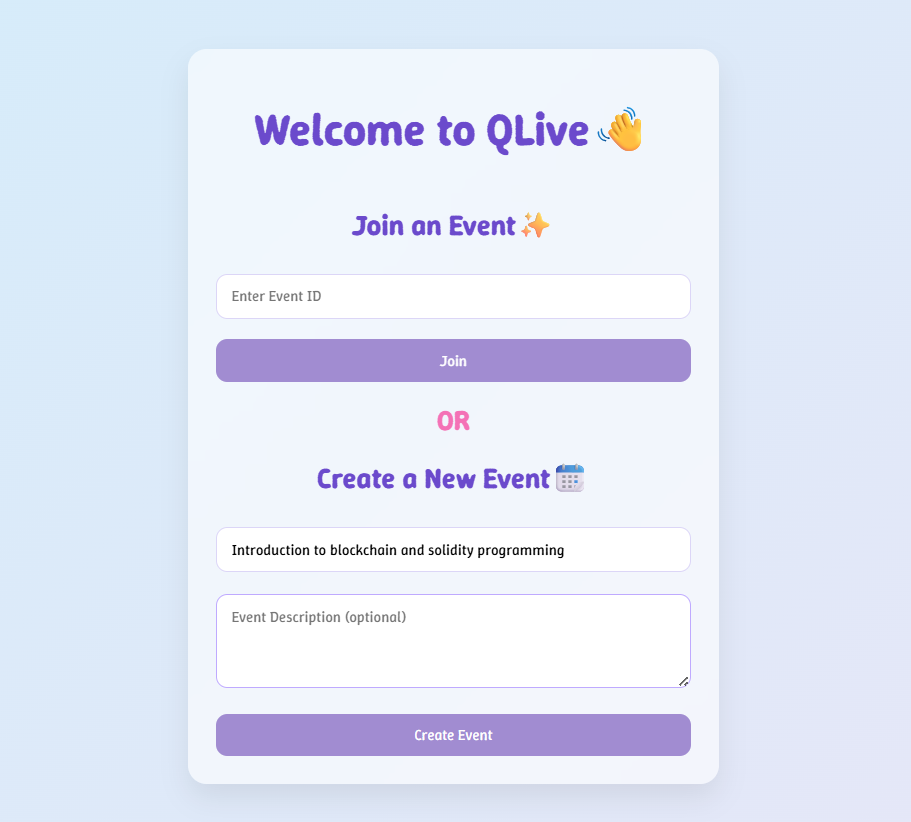 Welcome to QLive 👋
Join an Event ✨
Enter Event ID
Join
OR
Create a New Event 📅
Introduction to blockchain and solidity programming
Event Description (optional)
Create Event